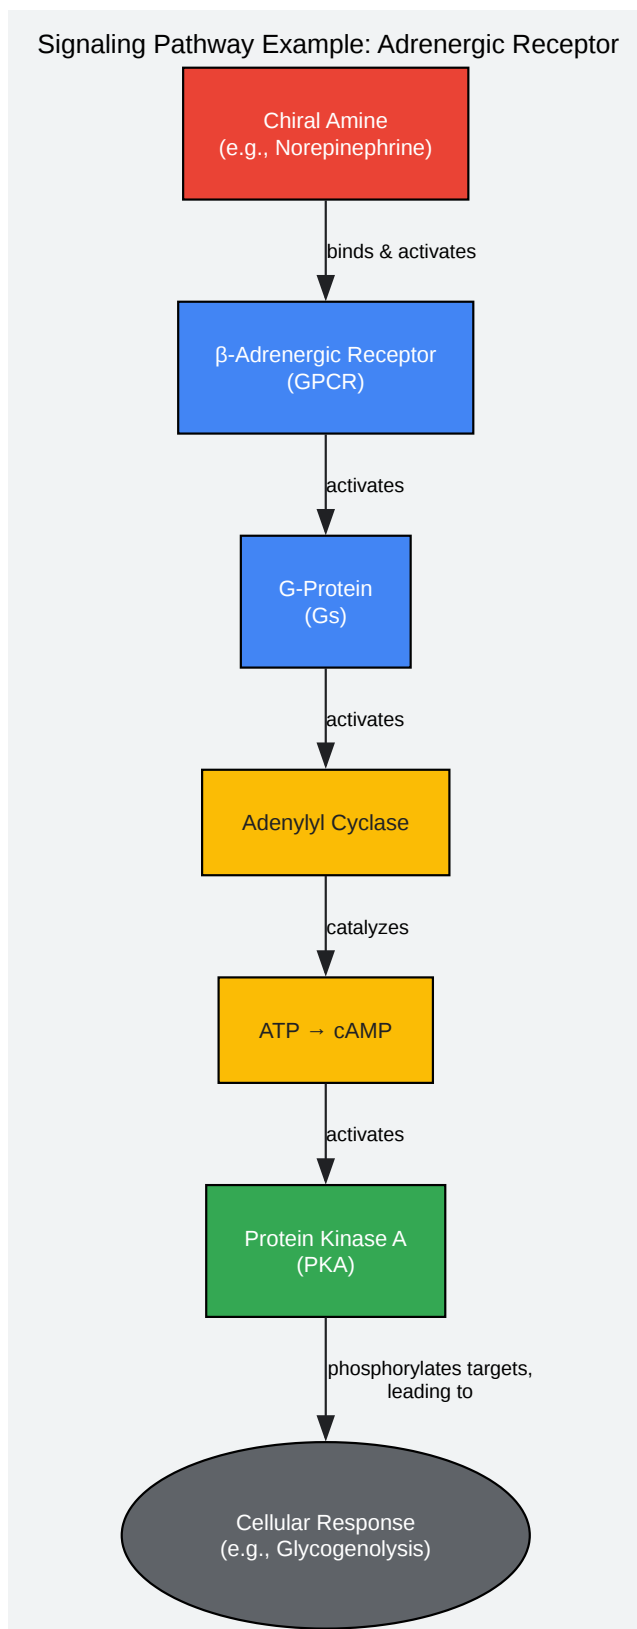 Signaling Pathway Example: Adrenergic Receptor
Chiral Amine
(e.g., Norepinephrine)
binds & activates
β-Adrenergic Receptor
(GPCR)
activates
G-Protein
(Gs)
activates
Adenylyl Cyclase
catalyzes
ATP → cAMP
activates
Protein Kinase A
(PKA)
phosphorylates targets,
leading to
Cellular Response
(e.g., Glycogenolysis)